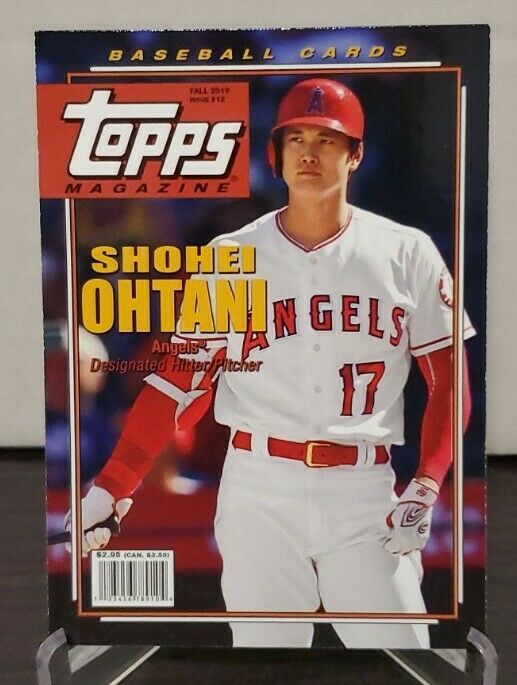 BASEBALL CARDS
FALL 2019
ISSUE #12
topps
MAGAZINE®
SHOHEI
OHTANI
Angels®
Designated Hitter/Pitcher
A
ANGELS
17
$2.95 (CAN. $3.50)